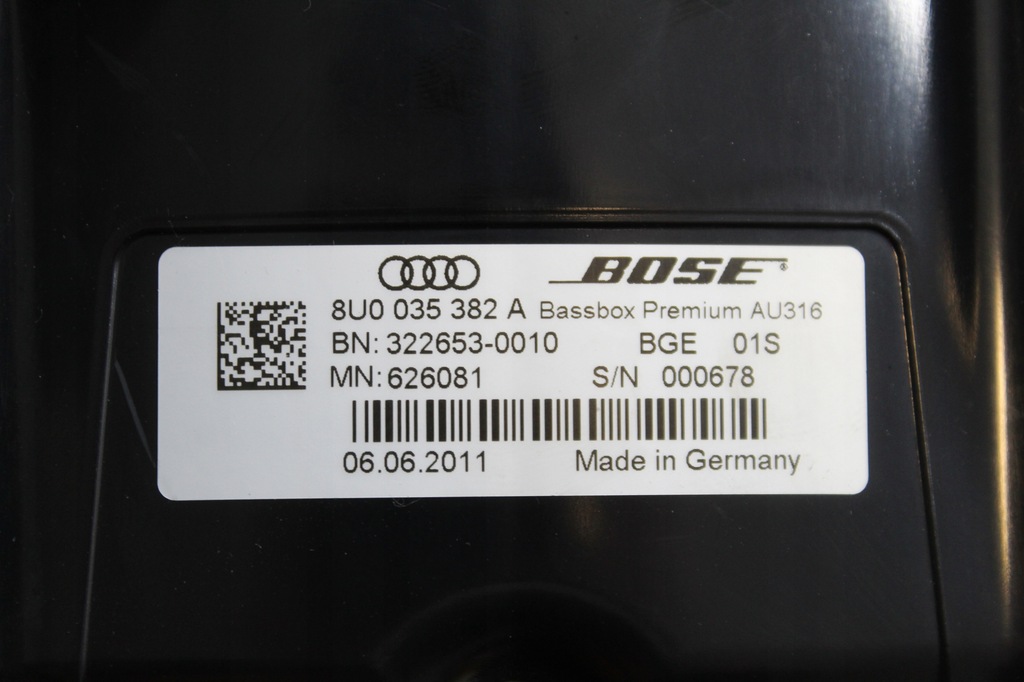 BOSE®
8U0 035 382 A Bassbox Premium AU316
BN: 322653-0010 BGE 01S
MN: 626081 S/N 000678
06.06.2011 Made in Germany